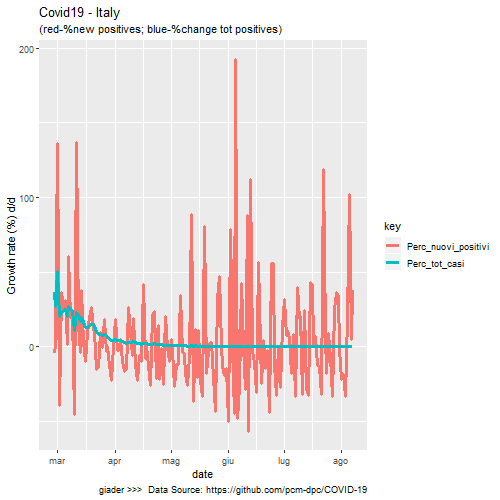 Covid19 - Italy
(red-%new positives; blue-%change tot positives)
Growth rate (%) d/d
200
100
0
mar apr mag giu lug ago
date
key
Perc_nuovi_positivi
Perc_tot_casi
giader >>> Data Source: https://github.com/pcm-dpc/COVID-19